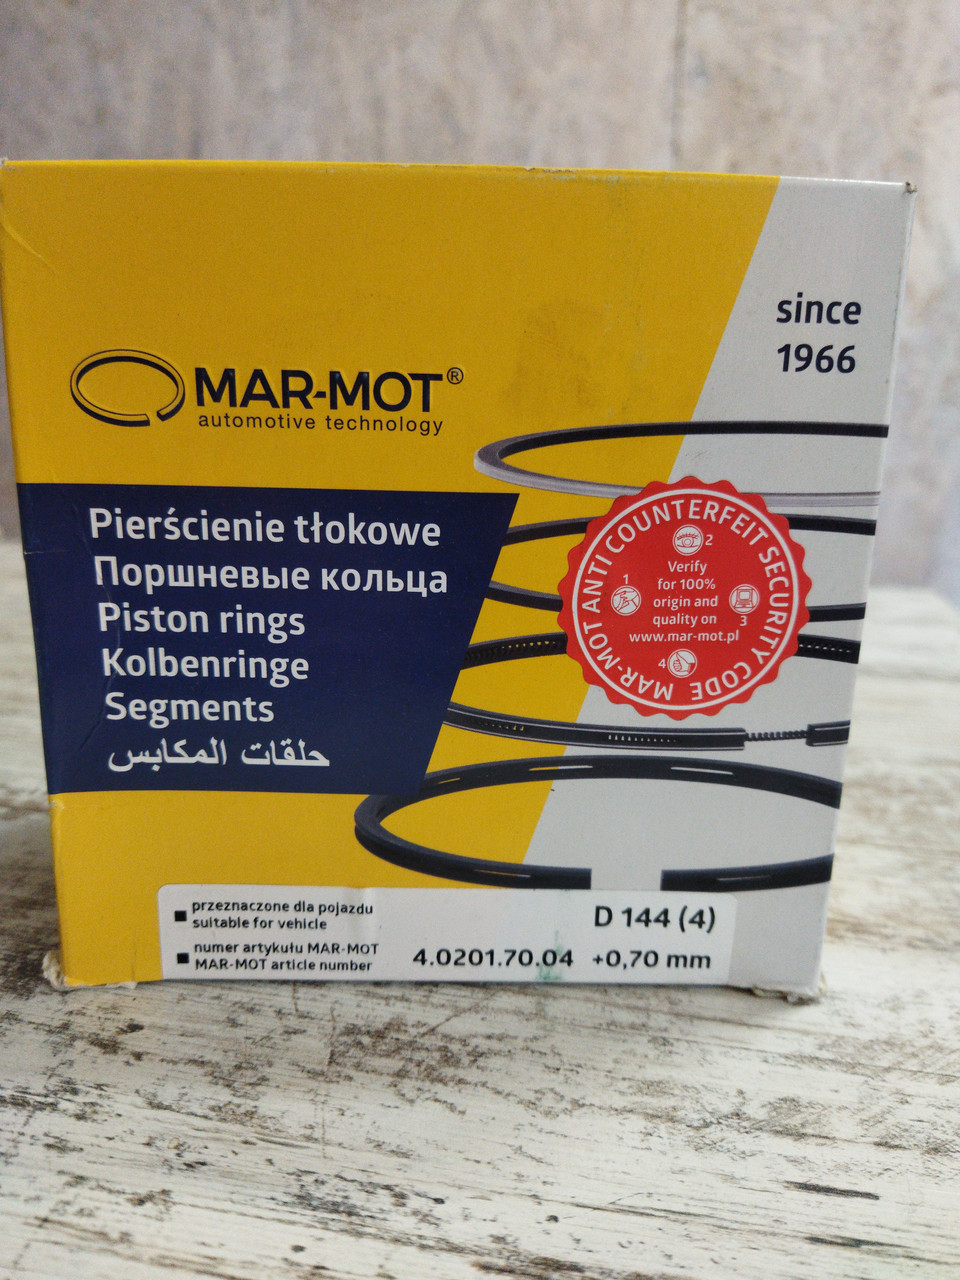 since
1966
MAR-MOT®
automotive technology
Pierścienie tłokowe
Поршневые кольца
Piston rings
Kolbenringe
Segments
حلقات المكابس
MAR-MOT ANTI COUNTERFEIT SECURITY CODE
1
2
3
4
Verify
for 100%
origin and
quality on
www.mar-mot.pl
przeznaczone dla pojazdu
suitable for vehicle
D 144 (4)
numer artykułu MAR-MOT
MAR-MOT article number
4.0201.70.04 +0,70 mm